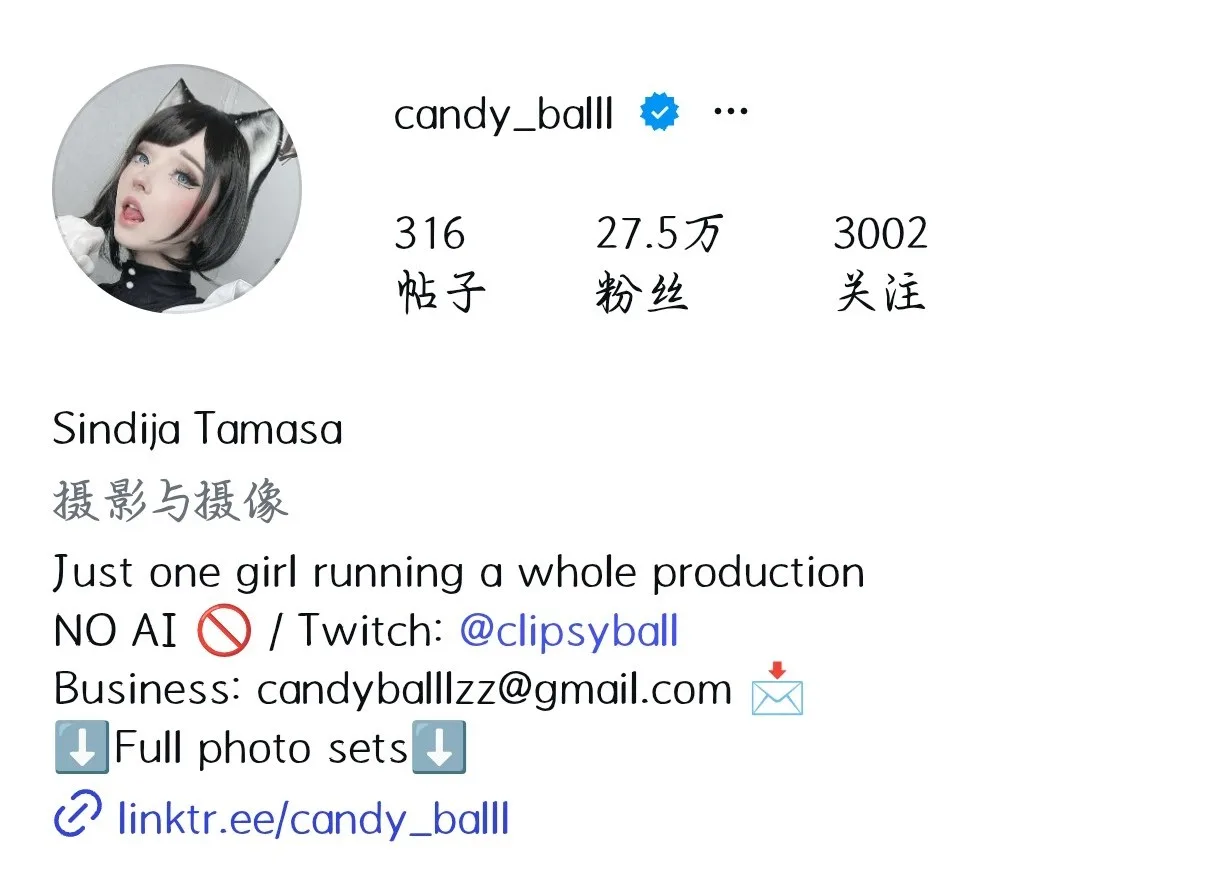 candy_balll
316 27.5万 3002
帖子 粉丝 关注
Sindija Tamasa
摄影与摄像
Just one girl running a whole production
NO AI 🚫 / Twitch: @clipsyball
Business: candyballlzz@gmail.com 📩
⬇️Full photo sets⬇️
linktr.ee/candy_balll